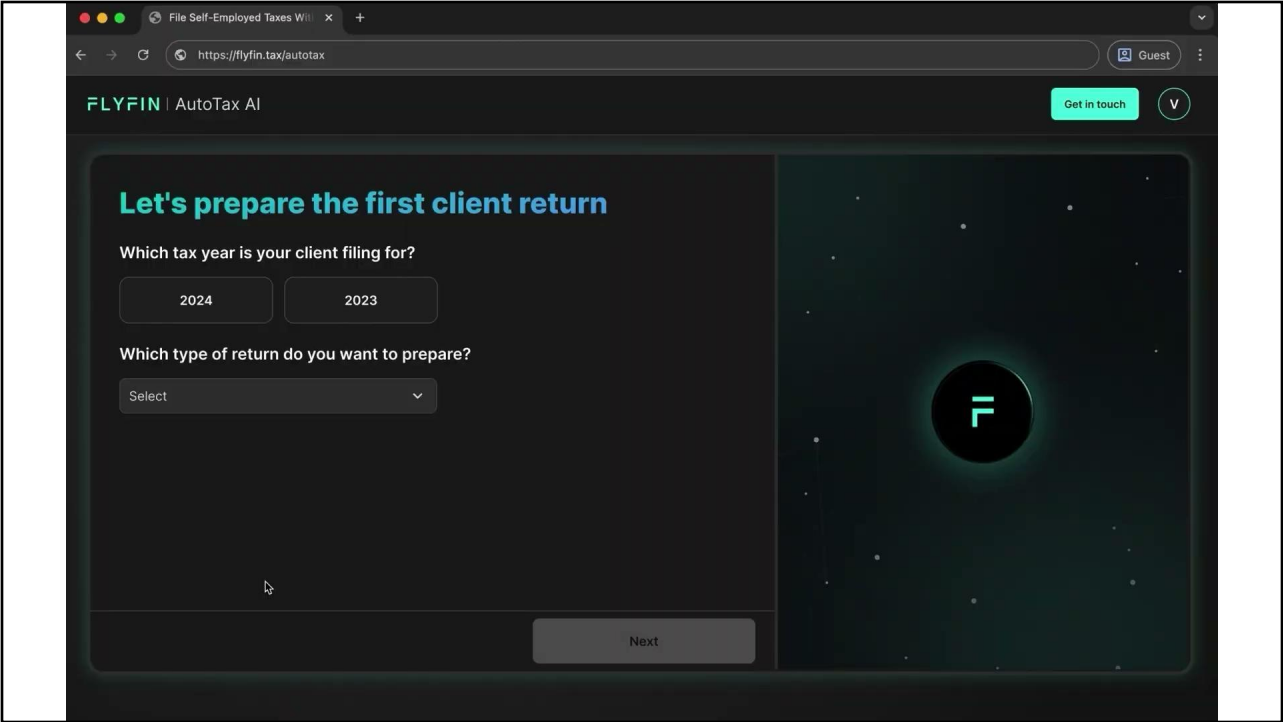 File Self-Employed Taxes Wit
https://flyfin.tax/autotax
Guest
FLYFIN | AutoTax AI
Get in touch
V
Let's prepare the first client return
Which tax year is your client filing for?
2024
2023
Which type of return do you want to prepare?
Select
F
Next